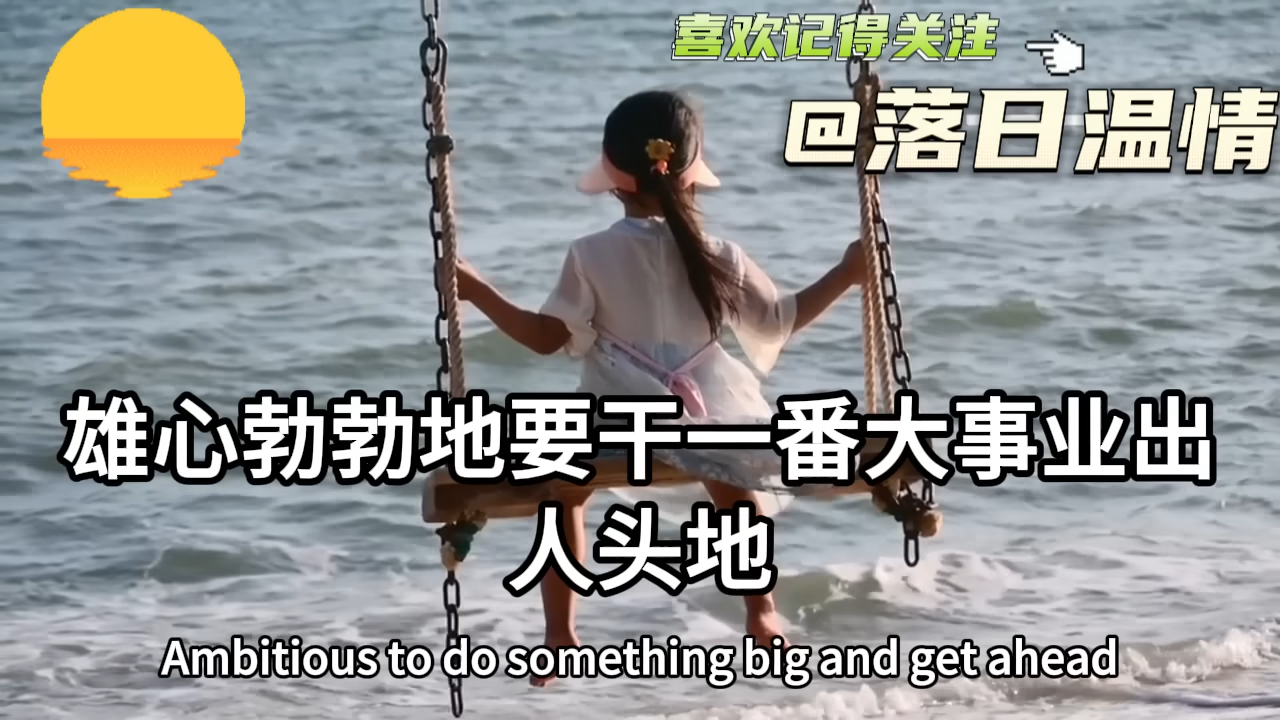 喜欢记得关注
@落日温情
雄心勃勃地要干一番大事业出
人头地
Ambitious to do something big and get ahead